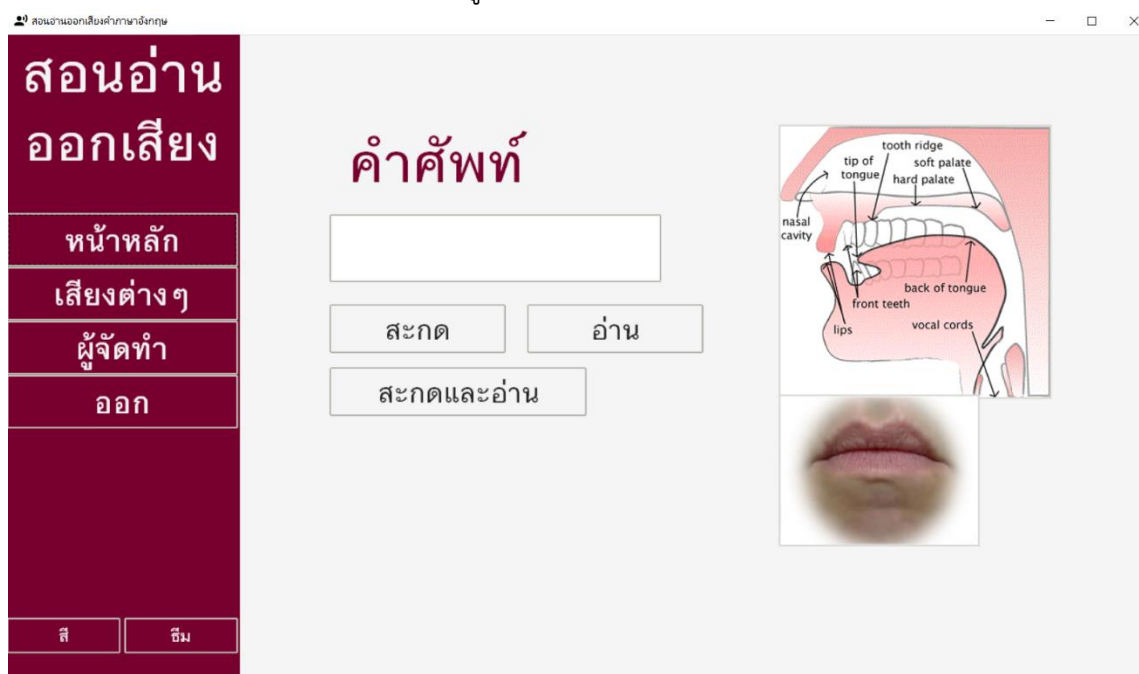 สอนอ่านออกเสียงคำภาษาอังกฤษ
สอนอ่าน
ออกเสียง
หน้าหลัก
เสียงต่าง ๆ
ผู้จัดทำ
ออก
สี
ธีม
คำศัพท์
สะกด
อ่าน
สะกดและอ่าน
tooth ridge
tip of
tongue
soft palate
hard palate
nasal
cavity
back of tongue
front teeth
lips
vocal cords